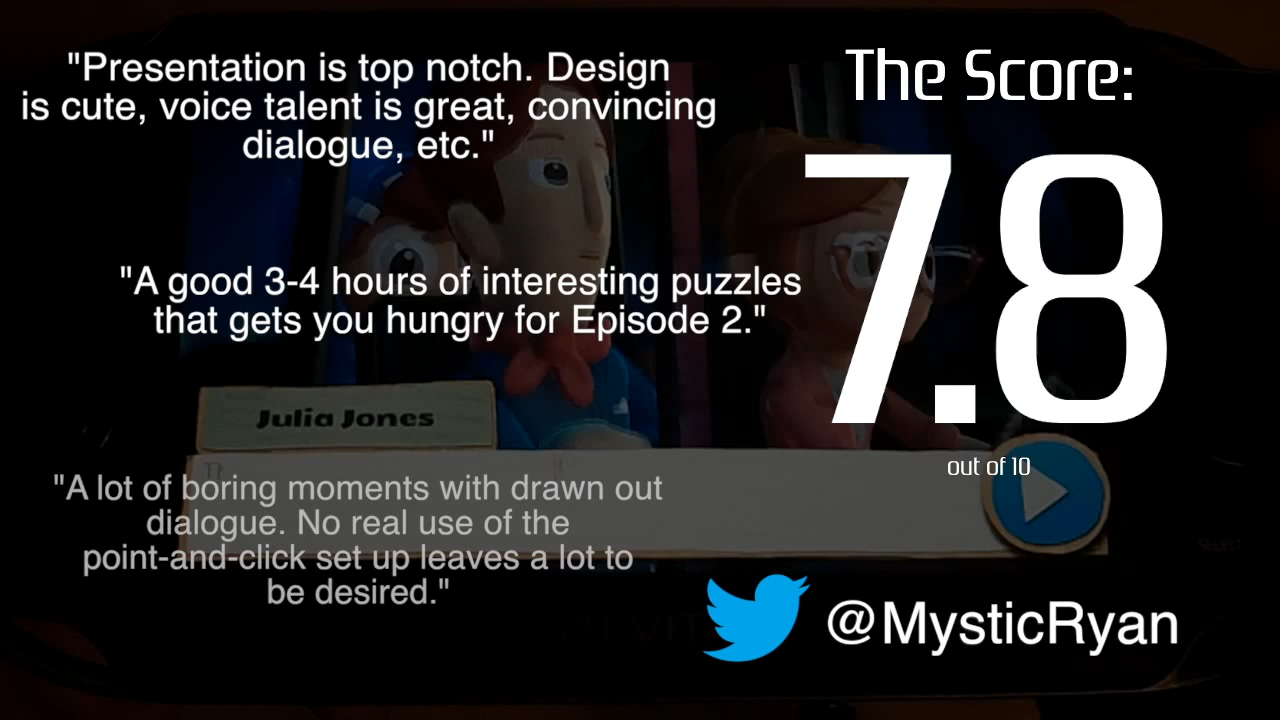 "Presentation is top notch. Design
is cute, voice talent is great, convincing
dialogue, etc."
The Score:
7.8
out of 10
"A good 3-4 hours of interesting puzzles
that gets you hungry for Episode 2."
Julia Jones
"A lot of boring moments with drawn out
dialogue. No real use of the
point-and-click set up leaves a lot to
be desired."
SELECT
@MysticRyan